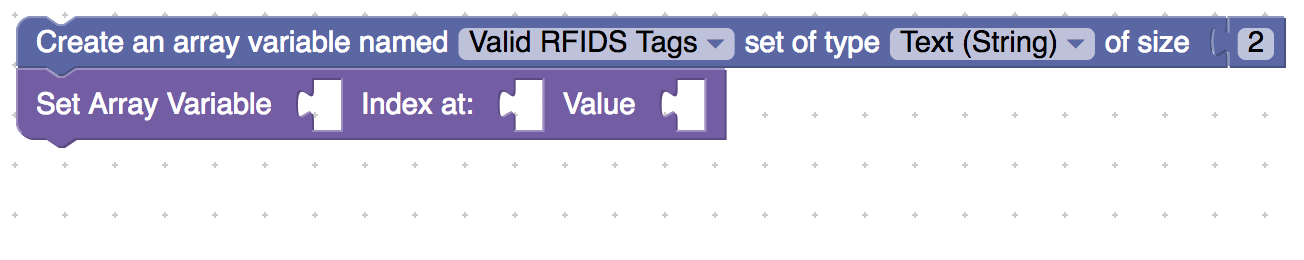 Create an array variable named Valid RFIDS Tags set of type Text (String) of size 2
Set Array Variable Index at: Value